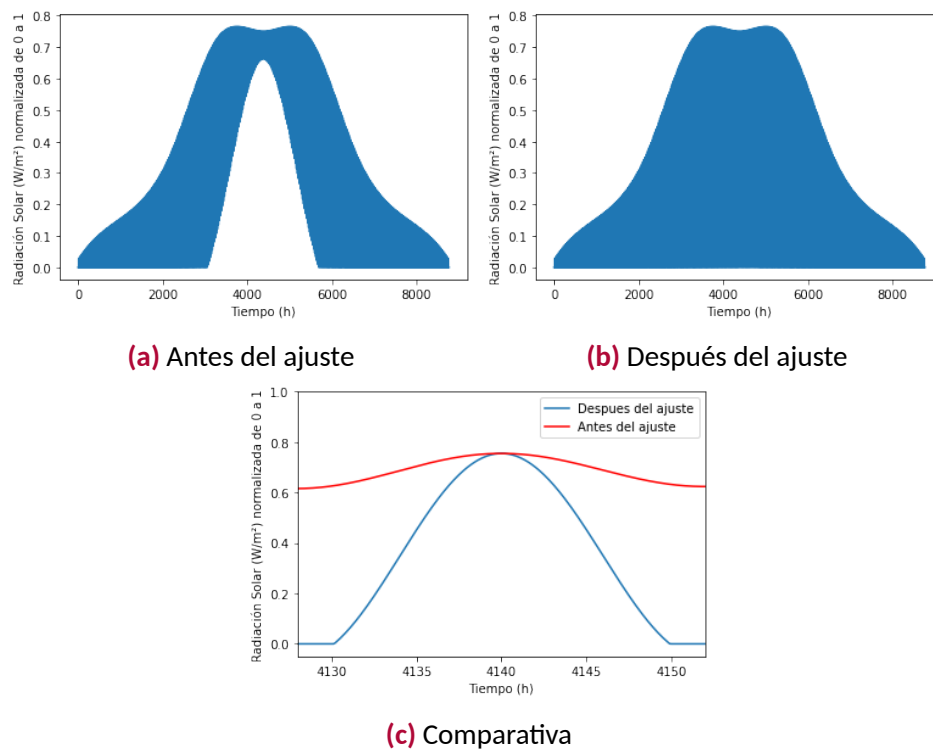 Radiación Solar (W/m²) normalizada de 0 a 1
0.8
0.7
0.6
0.5
0.4
0.3
0.2
0.1
0.0
0 2000 4000 6000 8000
Tiempo (h)
(a) Antes del ajuste
Radiación Solar (W/m²) normalizada de 0 a 1
0.8
0.7
0.6
0.5
0.4
0.3
0.2
0.1
0.0
0 2000 4000 6000 8000
Tiempo (h)
(b) Después del ajuste
Radiación Solar (W/m²) normalizada de 0 a 1
1.0
0.8
0.6
0.4
0.2
0.0
Despues del ajuste
Antes del ajuste
4130 4135 4140 4145 4150
Tiempo (h)
(c) Comparativa